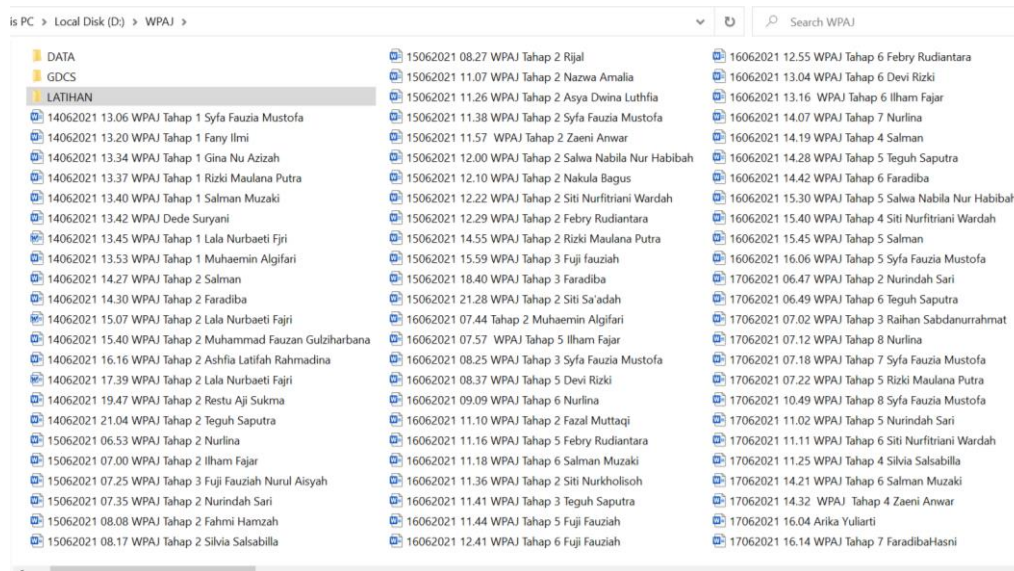 is PC > Local Disk (D:) > WPAJ >
Search WPAJ
DATA
GDCS
LATIHAN
14062021 13.06 WPAJ Tahap 1 Syfa Fauzia Mustofa
14062021 13.20 WPAJ Tahap 1 Fany Ilmi
14062021 13.34 WPAJ Tahap 1 Gina Nu Azizah
14062021 13.37 WPAJ Tahap 1 Rizki Maulana Putra
14062021 13.40 WPAJ Tahap 1 Salman Muzaki
14062021 13.42 WPAJ Dede Suryani
14062021 13.45 WPAJ Tahap 1 Lala Nurbaeti Fjri
14062021 13.53 WPAJ Tahap 1 Muhaemin Algifari
14062021 14.27 WPAJ Tahap 2 Salman
14062021 14.30 WPAJ Tahap 2 Faradiba
14062021 15.07 WPAJ Tahap 2 Lala Nurbaeti Fajri
14062021 15.40 WPAJ Tahap 2 Muhammad Fauzan Gulziharbana
14062021 16.16 WPAJ Tahap 2 Ashfia Latifah Rahmadina
14062021 17.39 WPAJ Tahap 2 Lala Nurbaeti Fajri
14062021 19.47 WPAJ Tahap 2 Restu Aji Sukma
14062021 21.04 WPAJ Tahap 2 Teguh Saputra
15062021 06.53 WPAJ Tahap 2 Nurlina
15062021 07.00 WPAJ Tahap 2 Ilham Fajar
15062021 07.25 WPAJ Tahap 3 Fuji Fauziah Nurul Aisyah
15062021 07.35 WPAJ Tahap 2 Nurindah Sari
15062021 08.08 WPAJ Tahap 2 Fahmi Hamzah
15062021 08.17 WPAJ Tahap 2 Silvia Salsabilla
15062021 08.27 WPAJ Tahap 2 Rijal
15062021 11.07 WPAJ Tahap 2 Nazwa Amalia
15062021 11.26 WPAJ Tahap 2 Asya Dwina Luthfia
15062021 11.38 WPAJ Tahap 2 Syfa Fauzia Mustofa
15062021 11.57  WPAJ Tahap 2 Zaeni Anwar
15062021 12.00 WPAJ Tahap 2 Salwa Nabila Nur Habibah
15062021 12.10 WPAJ Tahap 2 Nakula Bagus
15062021 12.22 WPAJ Tahap 2 Siti Nurfitriani Wardah
15062021 12.29 WPAJ Tahap 2 Febry Rudiantara
15062021 14.55 WPAJ Tahap 2 Rizki Maulana Putra
15062021 15.59 WPAJ Tahap 3 Fuji fauziah
15062021 18.40 WPAJ Tahap 3 Faradiba
15062021 21.28 WPAJ Tahap 2 Siti Sa'adah
16062021 07.44 Tahap 2 Muhaemin Algifari
16062021 07.57  WPAJ Tahap 5 Ilham Fajar
16062021 08.25 WPAJ Tahap 3 Syfa Fauzia Mustofa
16062021 08.37 WPAJ Tahap 5 Devi Rizki
16062021 09.09 WPAJ Tahap 6 Nurlina
16062021 11.10 WPAJ Tahap 2 Fazal Muttaqi
16062021 11.16 WPAJ Tahap 5 Febry Rudiantara
16062021 11.18 WPAJ Tahap 6 Salman Muzaki
16062021 11.36 WPAJ Tahap 2 Siti Nurkholisoh
16062021 11.41 WPAJ Tahap 3 Teguh Saputra
16062021 11.44 WPAJ Tahap 5 Fuji Fauziah
16062021 12.41 WPAJ Tahap 6 Fuji Fauziah
16062021 12.55 WPAJ Tahap 6 Febry Rudiantara
16062021 13.04 WPAJ Tahap 6 Devi Rizki
16062021 13.16  WPAJ Tahap 6 Ilham Fajar
16062021 14.07 WPAJ Tahap 7 Nurlina
16062021 14.19 WPAJ Tahap 4 Salman
16062021 14.28 WPAJ Tahap 5 Teguh Saputra
16062021 14.42 WPAJ Tahap 6 Faradiba
16062021 15.30 WPAJ Tahap 5 Salwa Nabila Nur Habibah
16062021 15.40 WPAJ Tahap 4 Siti Nurfitriani Wardah
16062021 15.45 WPAJ Tahap 5 Salman
16062021 16.06 WPAJ Tahap 5 Syfa Fauzia Mustofa
17062021 06.47 WPAJ Tahap 2 Nurindah Sari
17062021 06.49 WPAJ Tahap 6 Teguh Saputra
17062021 07.02 WPAJ Tahap 3 Raihan Sabdanurrahmat
17062021 07.12 WPAJ Tahap 8 Nurlina
17062021 07.18 WPAJ Tahap 7 Syfa Fauzia Mustofa
17062021 07.22 WPAJ Tahap 5 Rizki Maulana Putra
17062021 10.49 WPAJ Tahap 8 Syfa Fauzia Mustofa
17062021 11.02 WPAJ Tahap 5 Nurindah Sari
17062021 11.11 WPAJ Tahap 6 Siti Nurfitriani Wardah
17062021 11.25 WPAJ Tahap 4 Silvia Salsabilla
17062021 14.21 WPAJ Tahap 6 Salman Muzaki
17062021 14.32  WPAJ  Tahap 4 Zaeni Anwar
17062021 16.04 Arika Yuliarti
17062021 16.14 WPAJ Tahap 7 FaradibaHasni